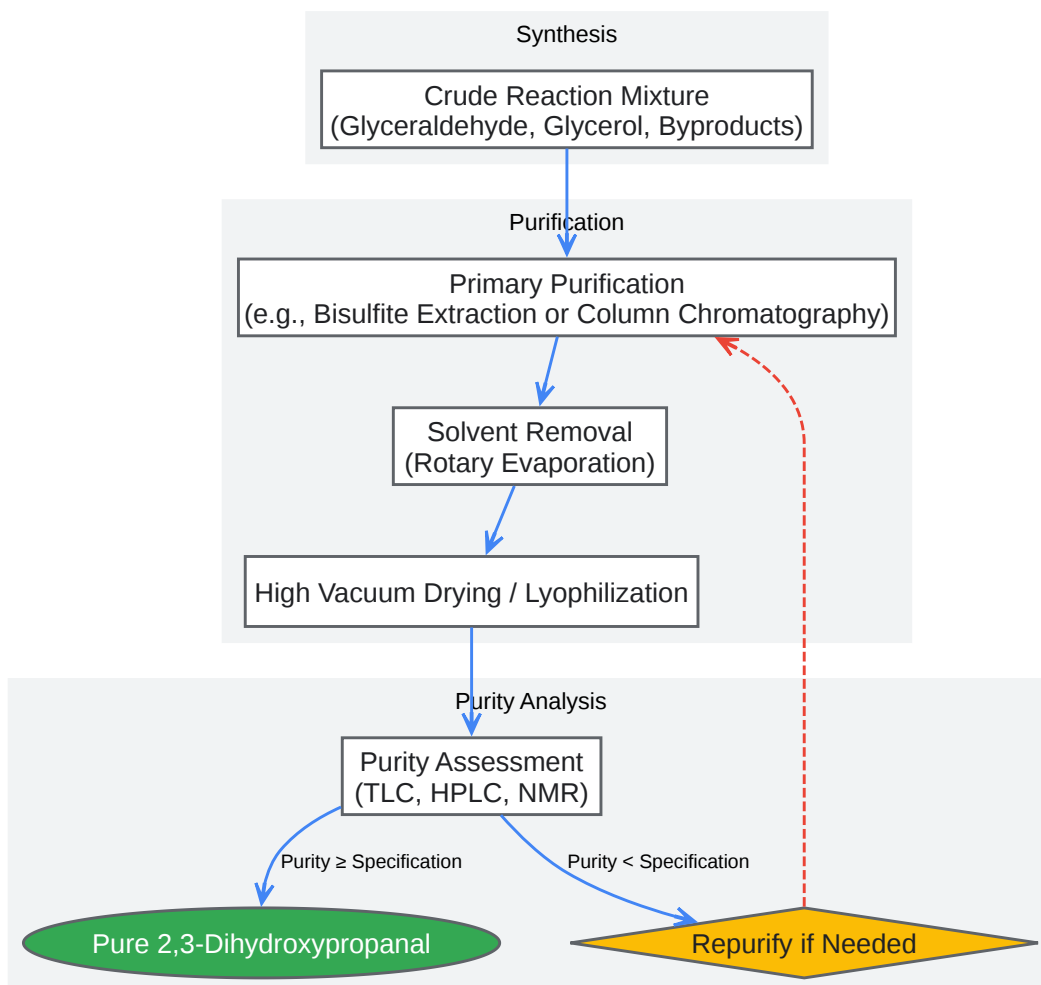 Synthesis
Crude Reaction Mixture
(Glyceraldehyde, Glycerol, Byproducts)
Purification
Primary Purification
(e.g., Bisulfite Extraction or Column Chromatography)
Solvent Removal
(Rotary Evaporation)
High Vacuum Drying / Lyophilization
Purity Analysis
Purity Assessment
(TLC, HPLC, NMR)
Purity ≥ Specification
Purity < Specification
Pure 2,3-Dihydroxypropanal
Repurify if Needed